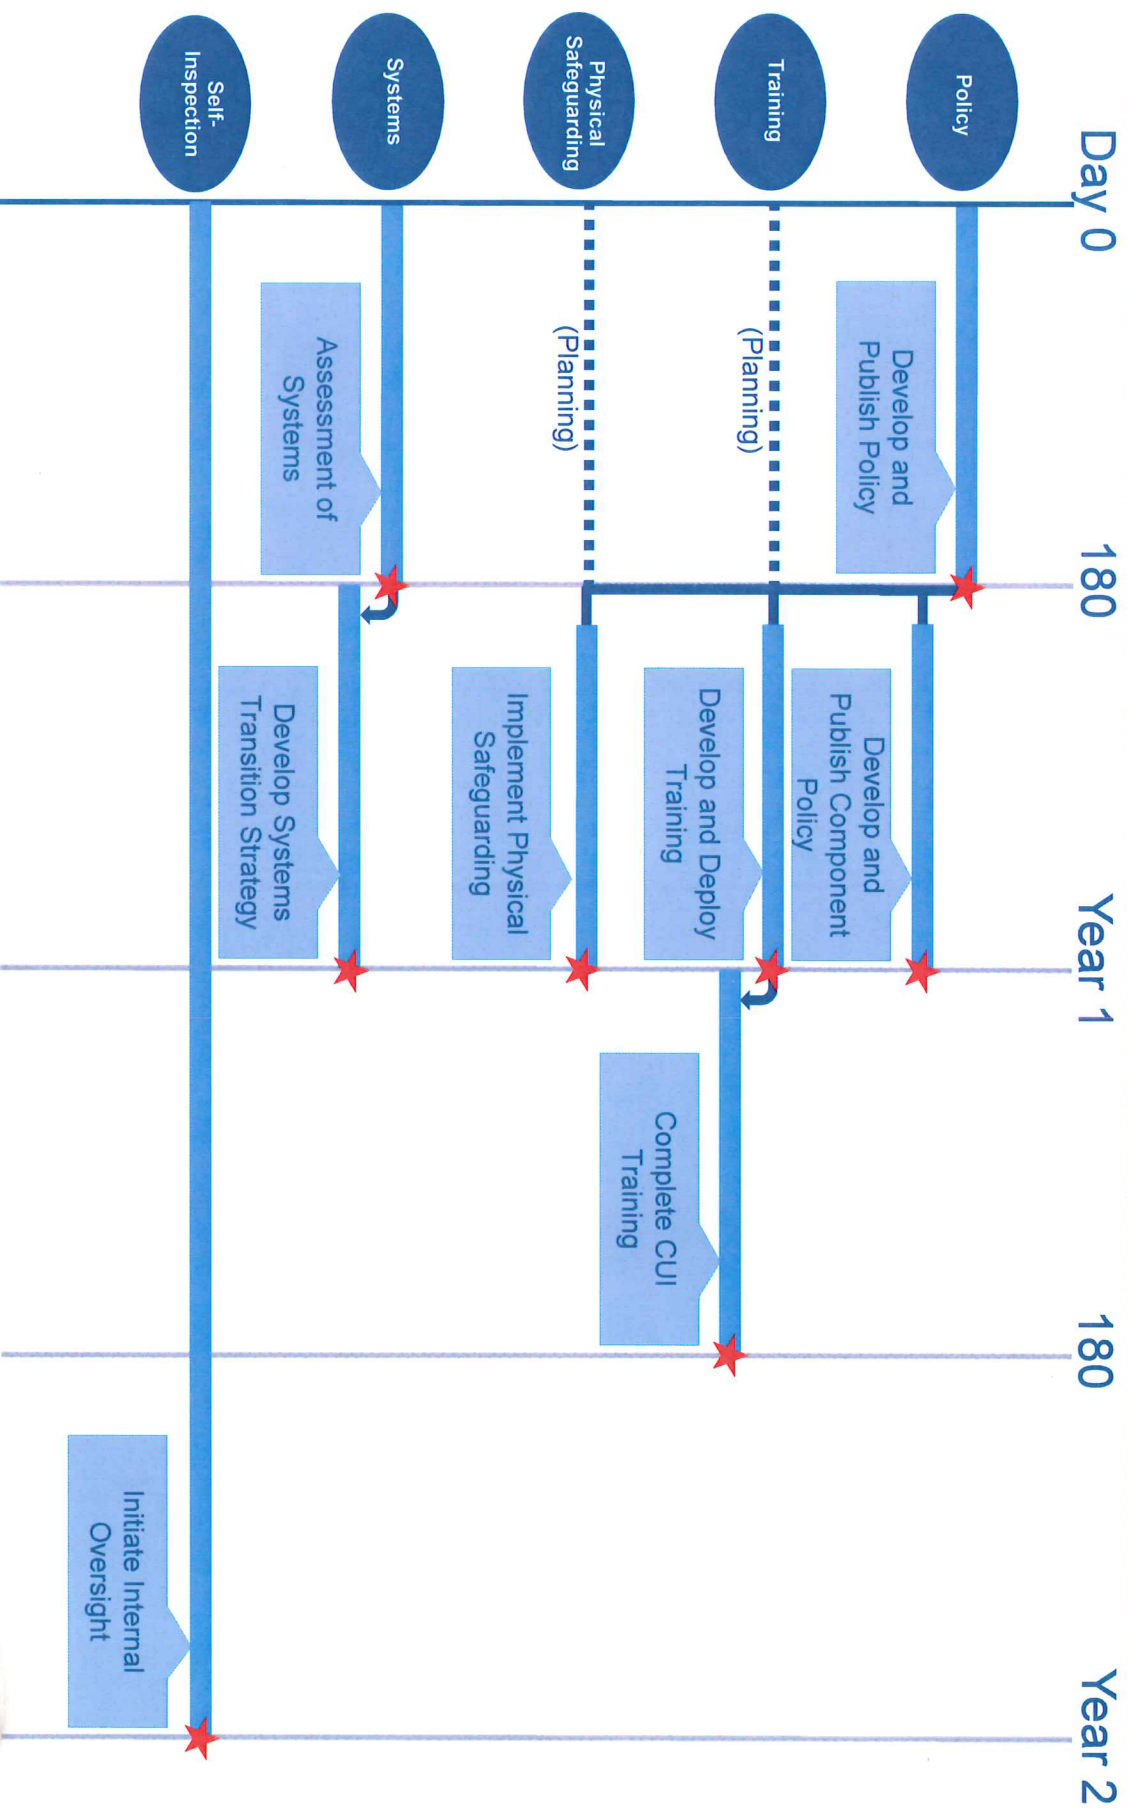 Day 0
180
Year 1
180
Year 2
Policy
Develop and
Publish Policy
Develop and
Publish Component
Policy
Training
(Planning)
Develop and Deploy
Training
Complete CUI
Training
Physical
Safeguarding
(Planning)
Implement Physical
Safeguarding
Systems
Assessment of
Systems
Develop Systems
Transition Strategy
Self-
Inspection
Initiate Internal
Oversight